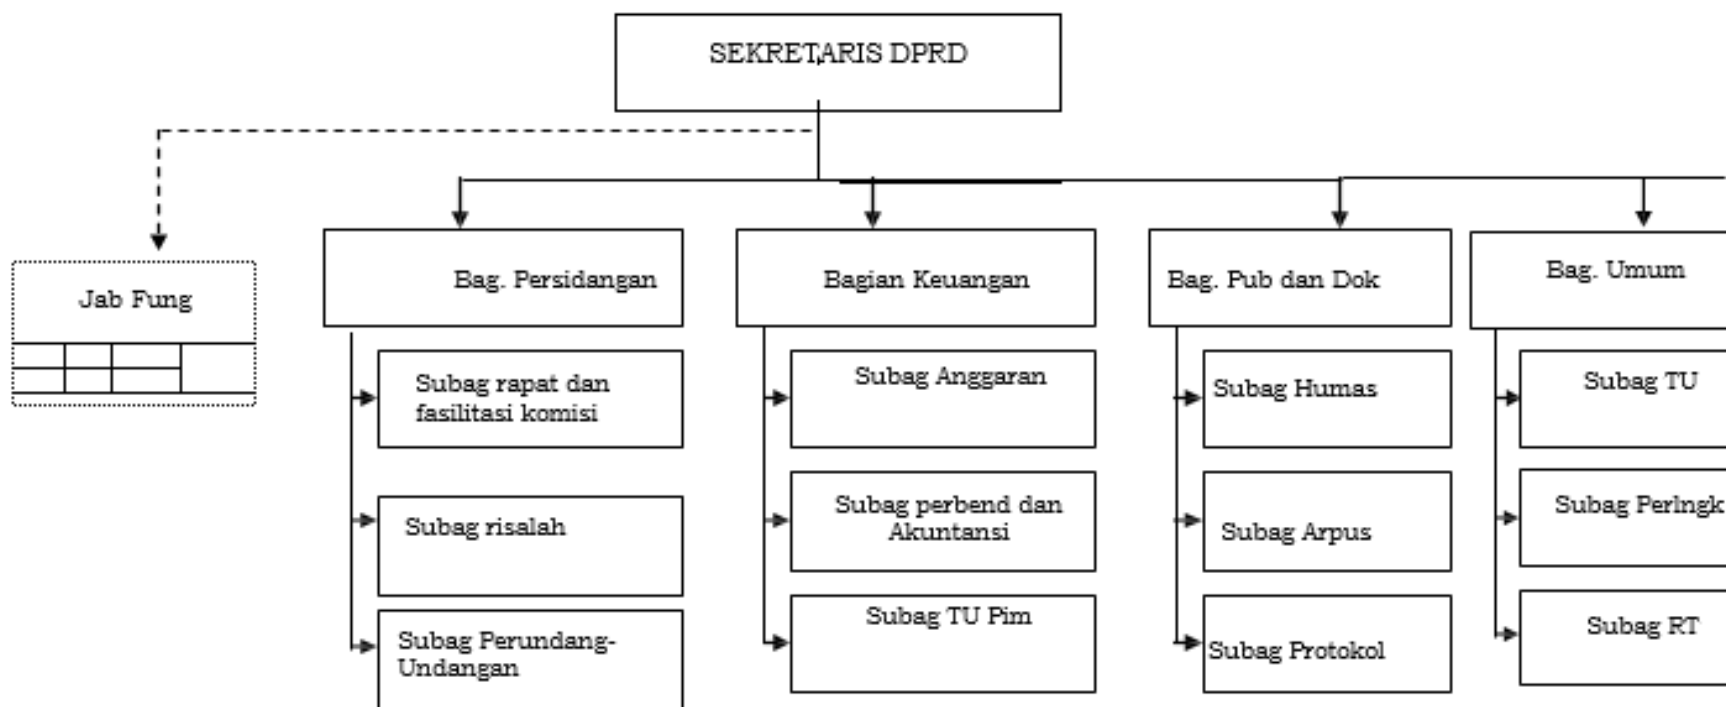 SEKRETARIS DPRD
Jab Fung
Bag. Persidangan
Bagian Keuangan
Bag. Pub dan Dok
Bag. Umum
Subag rapat dan
fasilitasi komisi
Subag risalah
Subag Perundang-
Undangan
Subag Anggaran
Subag perbend dan
Akuntansi
Subag TU Pim
Subag Humas
Subag Arpus
Subag Protokol
Subag TU
Subag Perlngk
Subag RT